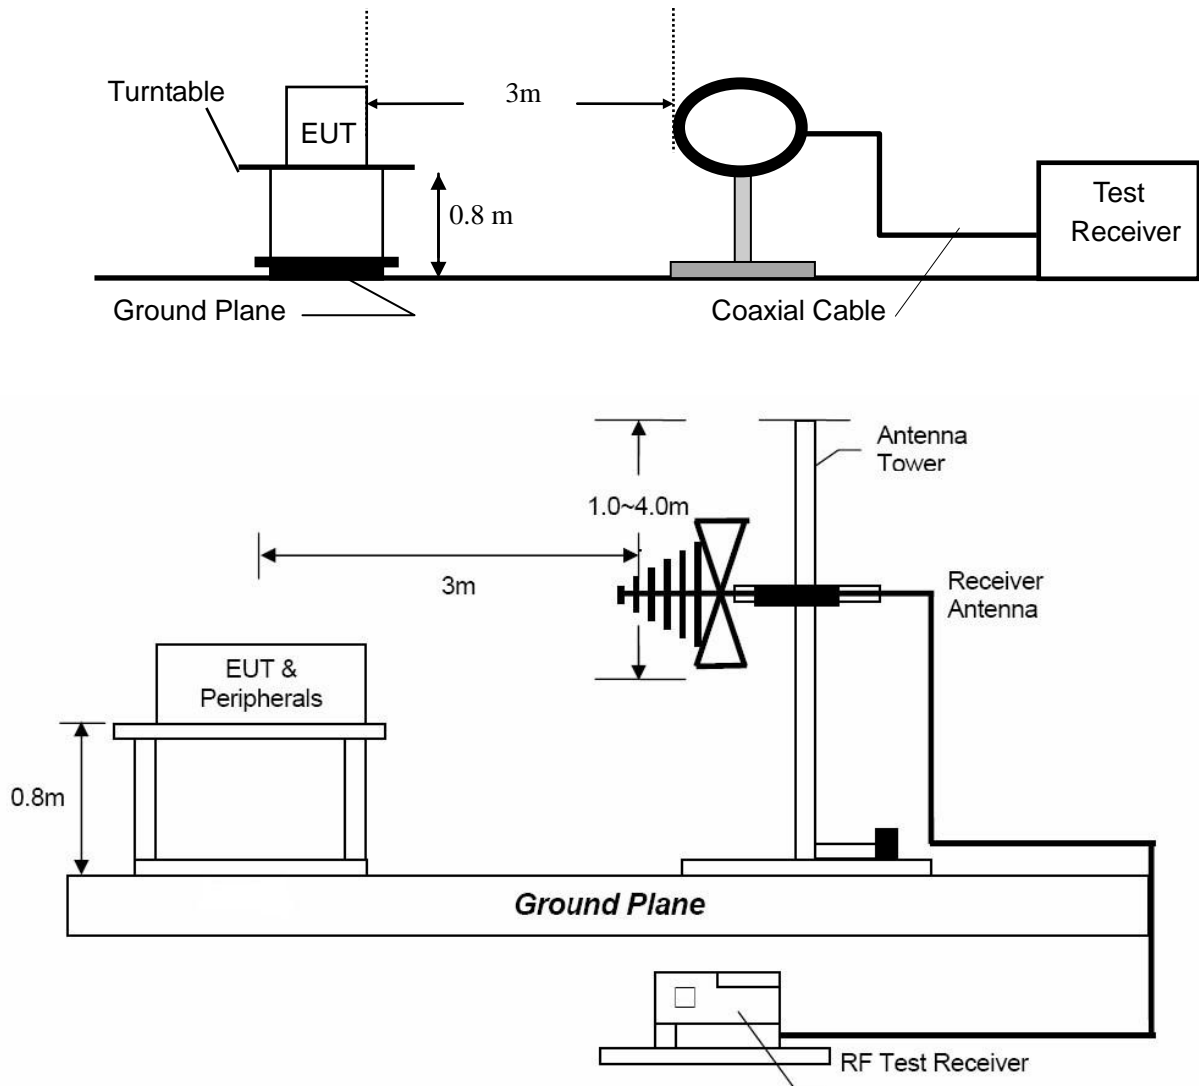 Turntable
3m
EUT
0.8 m
Test
Receiver
Ground Plane
Coaxial Cable
Antenna
Tower
1.0~4.0m
3m
Receiver
Antenna
EUT &
Peripherals
0.8m
Ground Plane
RF Test Receiver